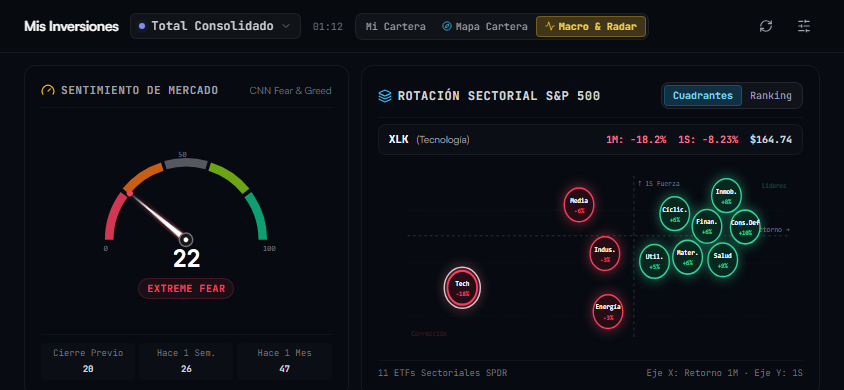 Mis Inversiones
Total Consolidado
01:12
Mi Cartera
Mapa Cartera
Macro & Radar
SENTIMIENTO DE MERCADO
CNN Fear & Greed
0
50
100
22
EXTREME FEAR
Cierre Previo
20
Hace 1 Sem.
26
Hace 1 Mes
47
ROTACIÓN SECTORIAL S&P 500
Cuadrantes
Ranking
XLK (Tecnología)
1M: -18.2% 1S: -8.23% $164.74
↑ 1S Fuerza
Líderes
Media
-6%
Inmob.
+8%
Cíclic.
+6%
Finan.
+6%
Cons.Def
+10%
torno →
Indus.
-3%
Util.
+5%
Mater.
+6%
Salud
+9%
Tech
-18%
Energía
-3%
Corrección
11 ETFs Sectoriales SPDR
Eje X: Retorno 1M · Eje Y: 1S